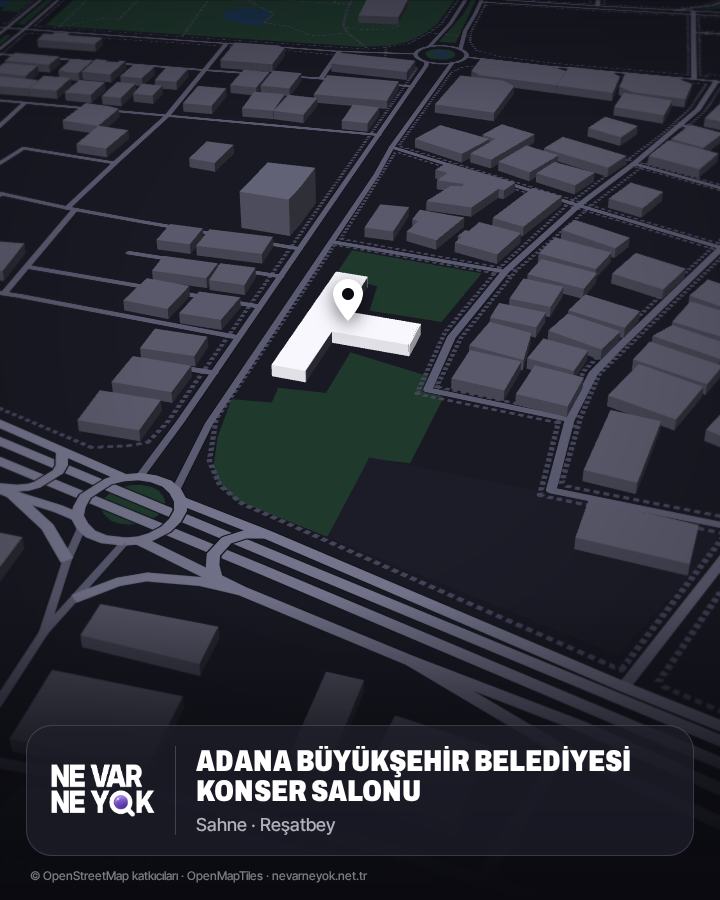 NE VAR
NE YOK
ADANA BÜYÜKŞEHİR BELEDİYESİ
KONSER SALONU
Sahne · Reşatbey
© OpenStreetMap katkıcıları · OpenMapTiles · nevarneyok.net.tr